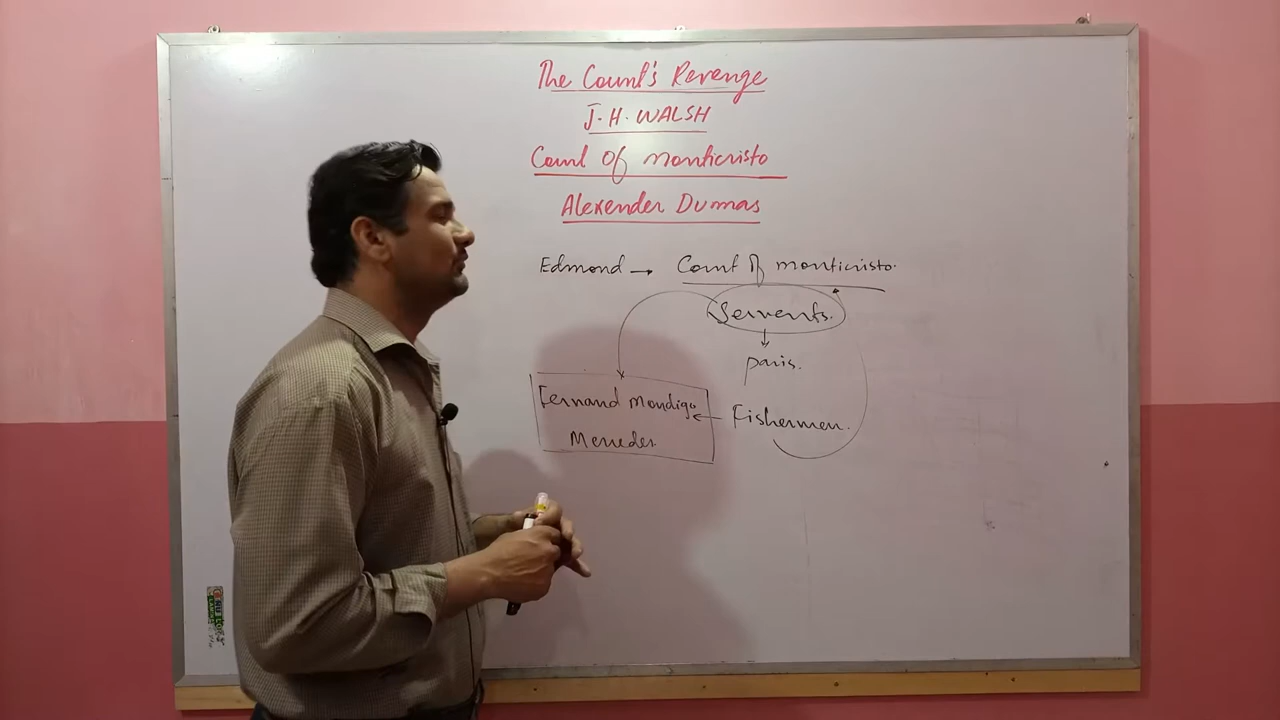 The Count's Revenge
J. H. WALSH
Count Of monticristo
Alexender Dumas
Edmond → Count Of monticristo.
Servents.
paris.
Fernand mondigo ← Fishermen.
Mercedes.